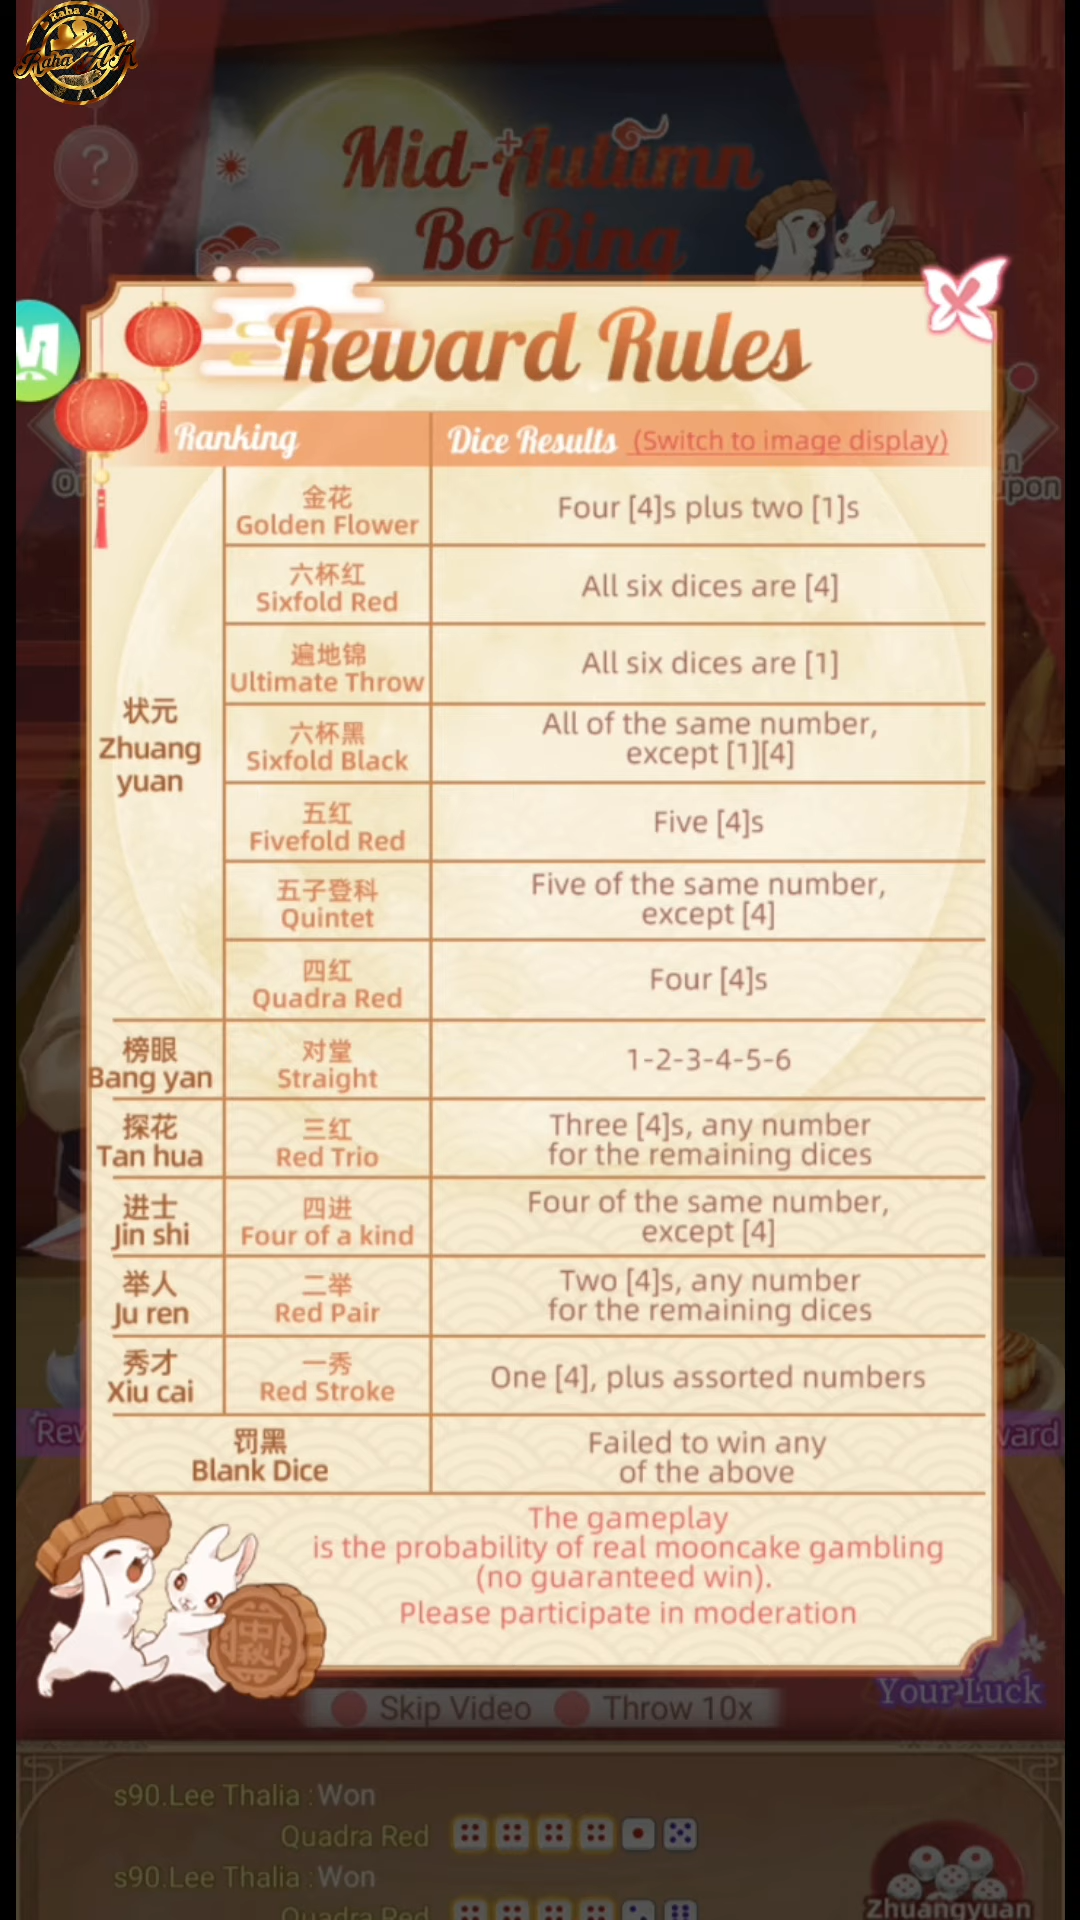 Raha AR
Raha AR
?
Mid-Autumn
Bo Bing
Reward Rules
Ranking
Dice Results (Switch to image display)
状元
Zhuang
yuan
金花
Golden Flower
Four [4]s plus two [1]s
六杯红
Sixfold Red
All six dices are [4]
遍地锦
Ultimate Throw
All six dices are [1]
六杯黑
Sixfold Black
All of the same number,
except [1][4]
五红
Fivefold Red
Five [4]s
五子登科
Quintet
Five of the same number,
except [4]
四红
Quadra Red
Four [4]s
榜眼
Bang yan
对堂
Straight
1-2-3-4-5-6
探花
Tan hua
三红
Red Trio
Three [4]s, any number
for the remaining dices
进士
Jin shi
四进
Four of a kind
Four of the same number,
except [4]
举人
Ju ren
二举
Red Pair
Two [4]s, any number
for the remaining dices
秀才
Xiu cai
一秀
Red Stroke
One [4], plus assorted numbers
罚黑
Blank Dice
Failed to win any
of the above
The gameplay
is the probability of real mooncake gambling
(no guaranteed win).
Please participate in moderation
中秋
Your Luck
Skip Video
Throw 10x
s90.Lee Thalia :Won
Quadra Red
s90.Lee Thalia :Won
Quadra Red
Zhuangyuan